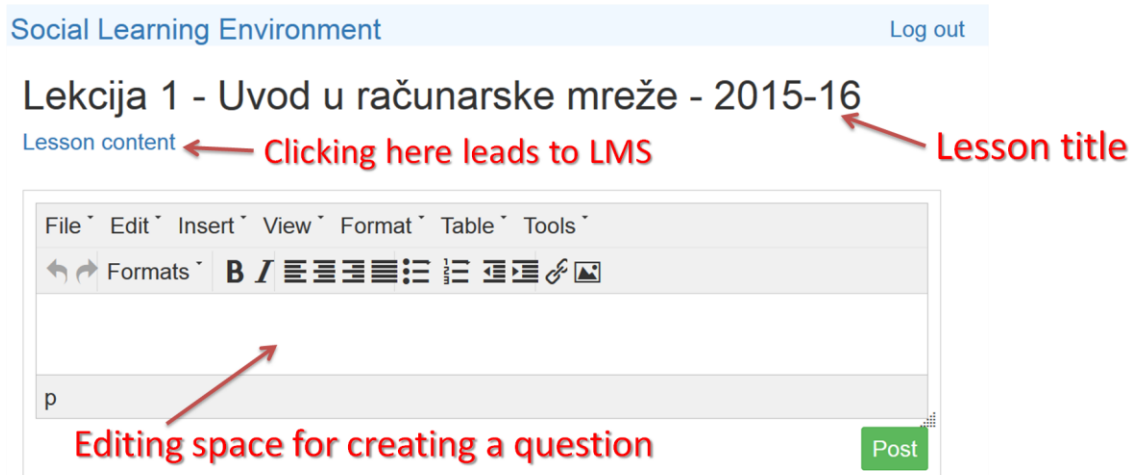 Social Learning Environment Log out
Lekcija 1 - Uvod u računarske mreže - 2015-16
Lesson content Clicking here leads to LMS Lesson title
File Edit Insert View Format Table Tools
Formats B I
p
Editing space for creating a question Post